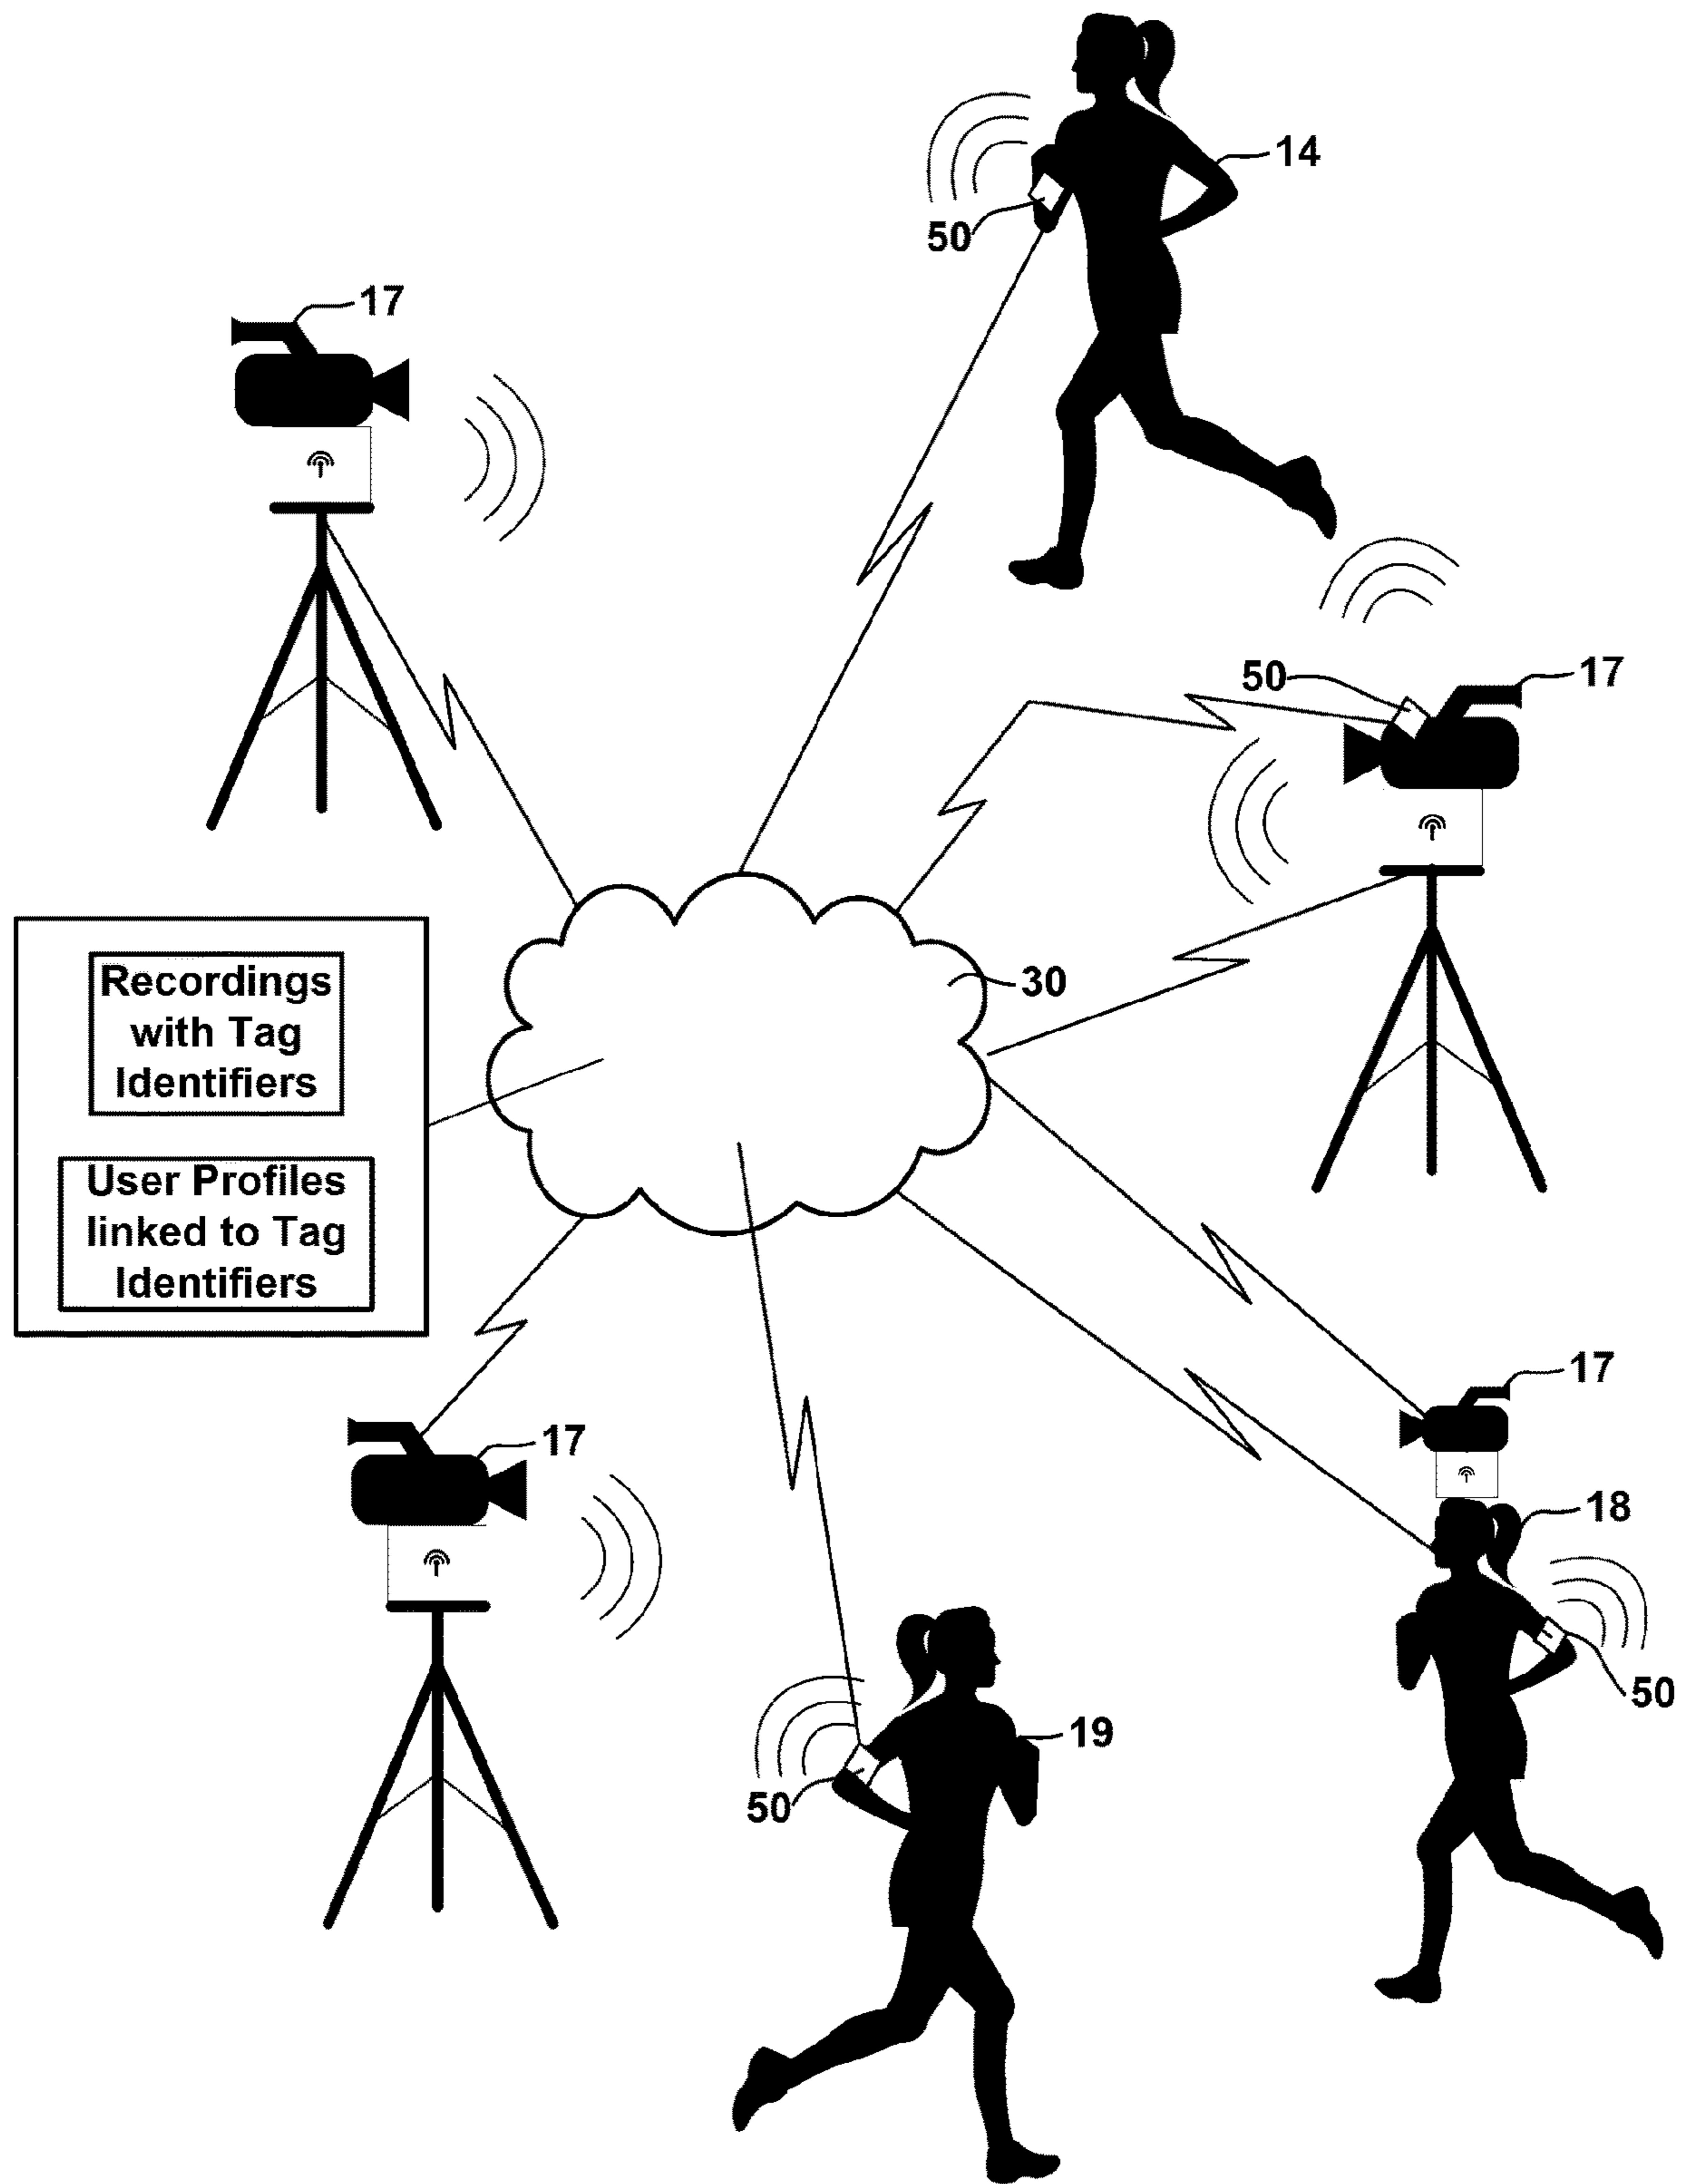 14
50
17
50
17
30
Recordings
with Tag
Identifiers
User Profiles
linked to Tag
Identifiers
17
17
18
50
19
50